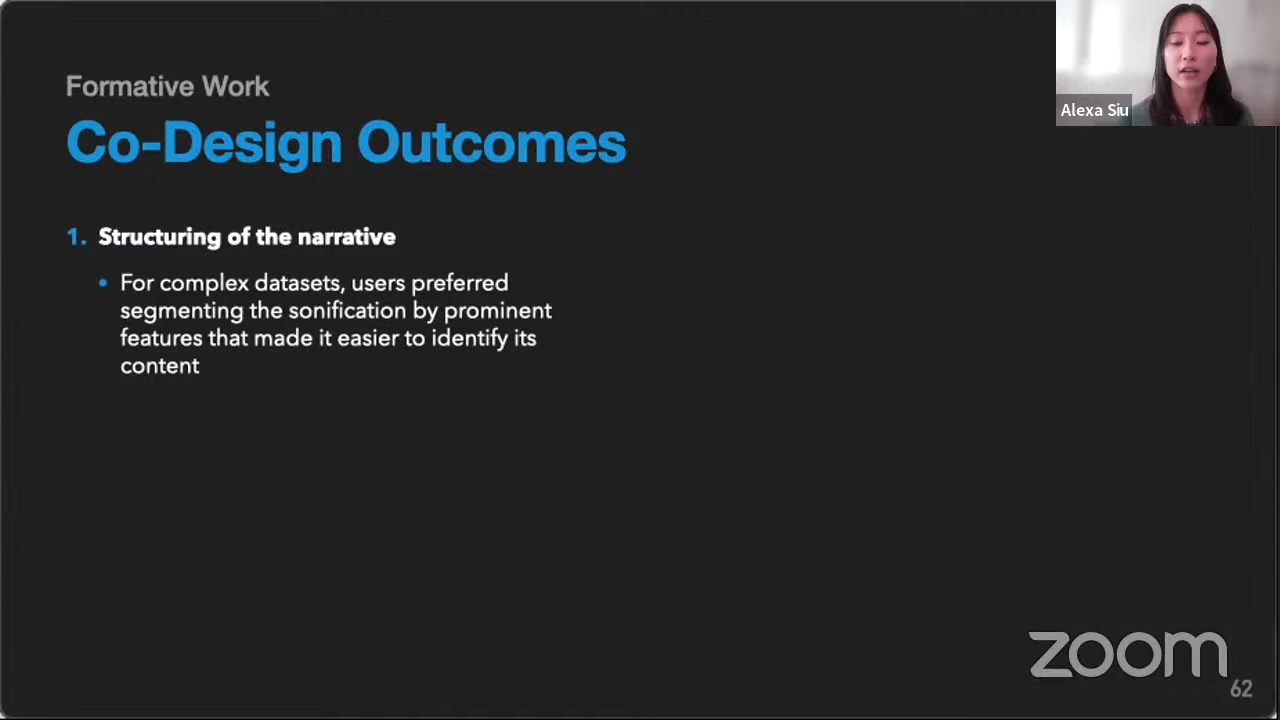 Alexa Siu
Formative Work
Co-Design Outcomes
1. Structuring of the narrative
• For complex datasets, users preferred
segmenting the sonification by prominent
features that made it easier to identify its
content
zoom
62